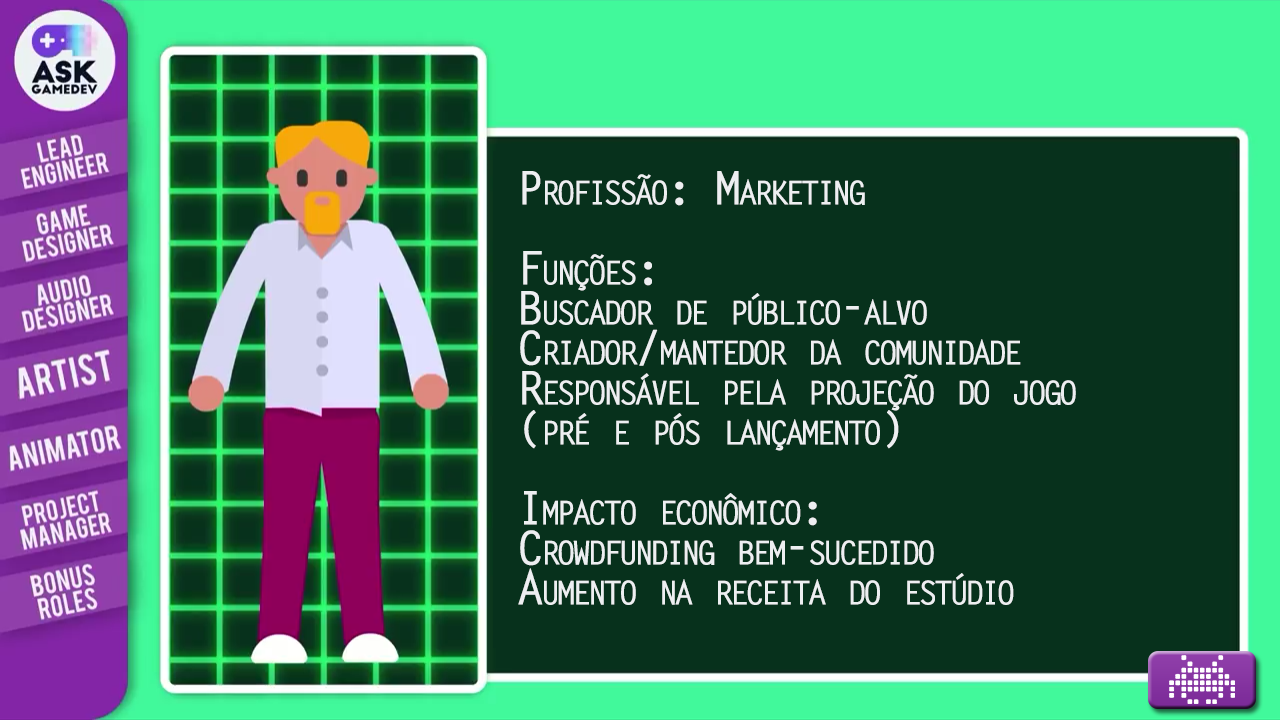 ASK
GAMEDEV
LEAD
ENGINEER
GAME
DESIGNER
AUDIO
DESIGNER
ARTIST
ANIMATOR
PROJECT
MANAGER
BONUS
ROLES
Profissão: Marketing
Funções:
Buscador de público-alvo
Criador/mantedor da comunidade
Responsável pela projeção do jogo
(pré e pós lançamento)
Impacto econômico:
Crowdfunding bem-sucedido
Aumento na receita do estúdio